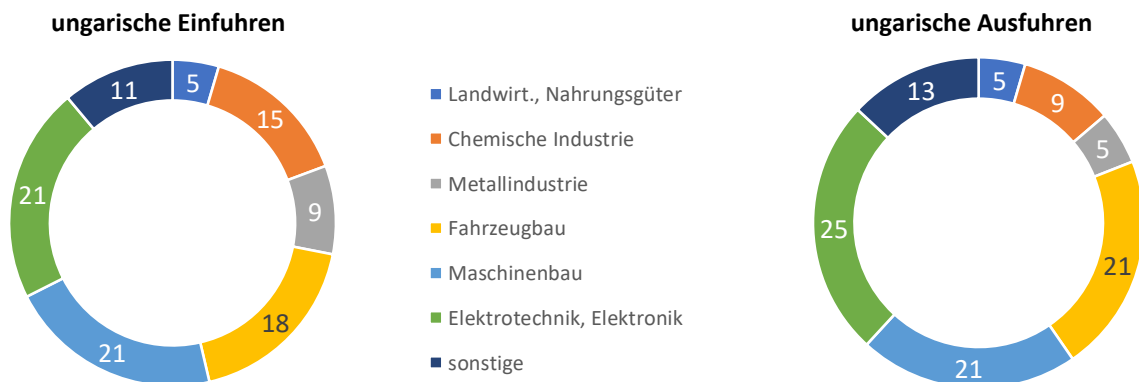 ungarische Einfuhren
5
15
9
18
21
21
11
Landwirt., Nahrungsgüter
Chemische Industrie
Metallindustrie
Fahrzeugbau
Maschinenbau
Elektrotechnik, Elektronik
sonstige
ungarische Ausfuhren
5
9
5
21
21
25
13